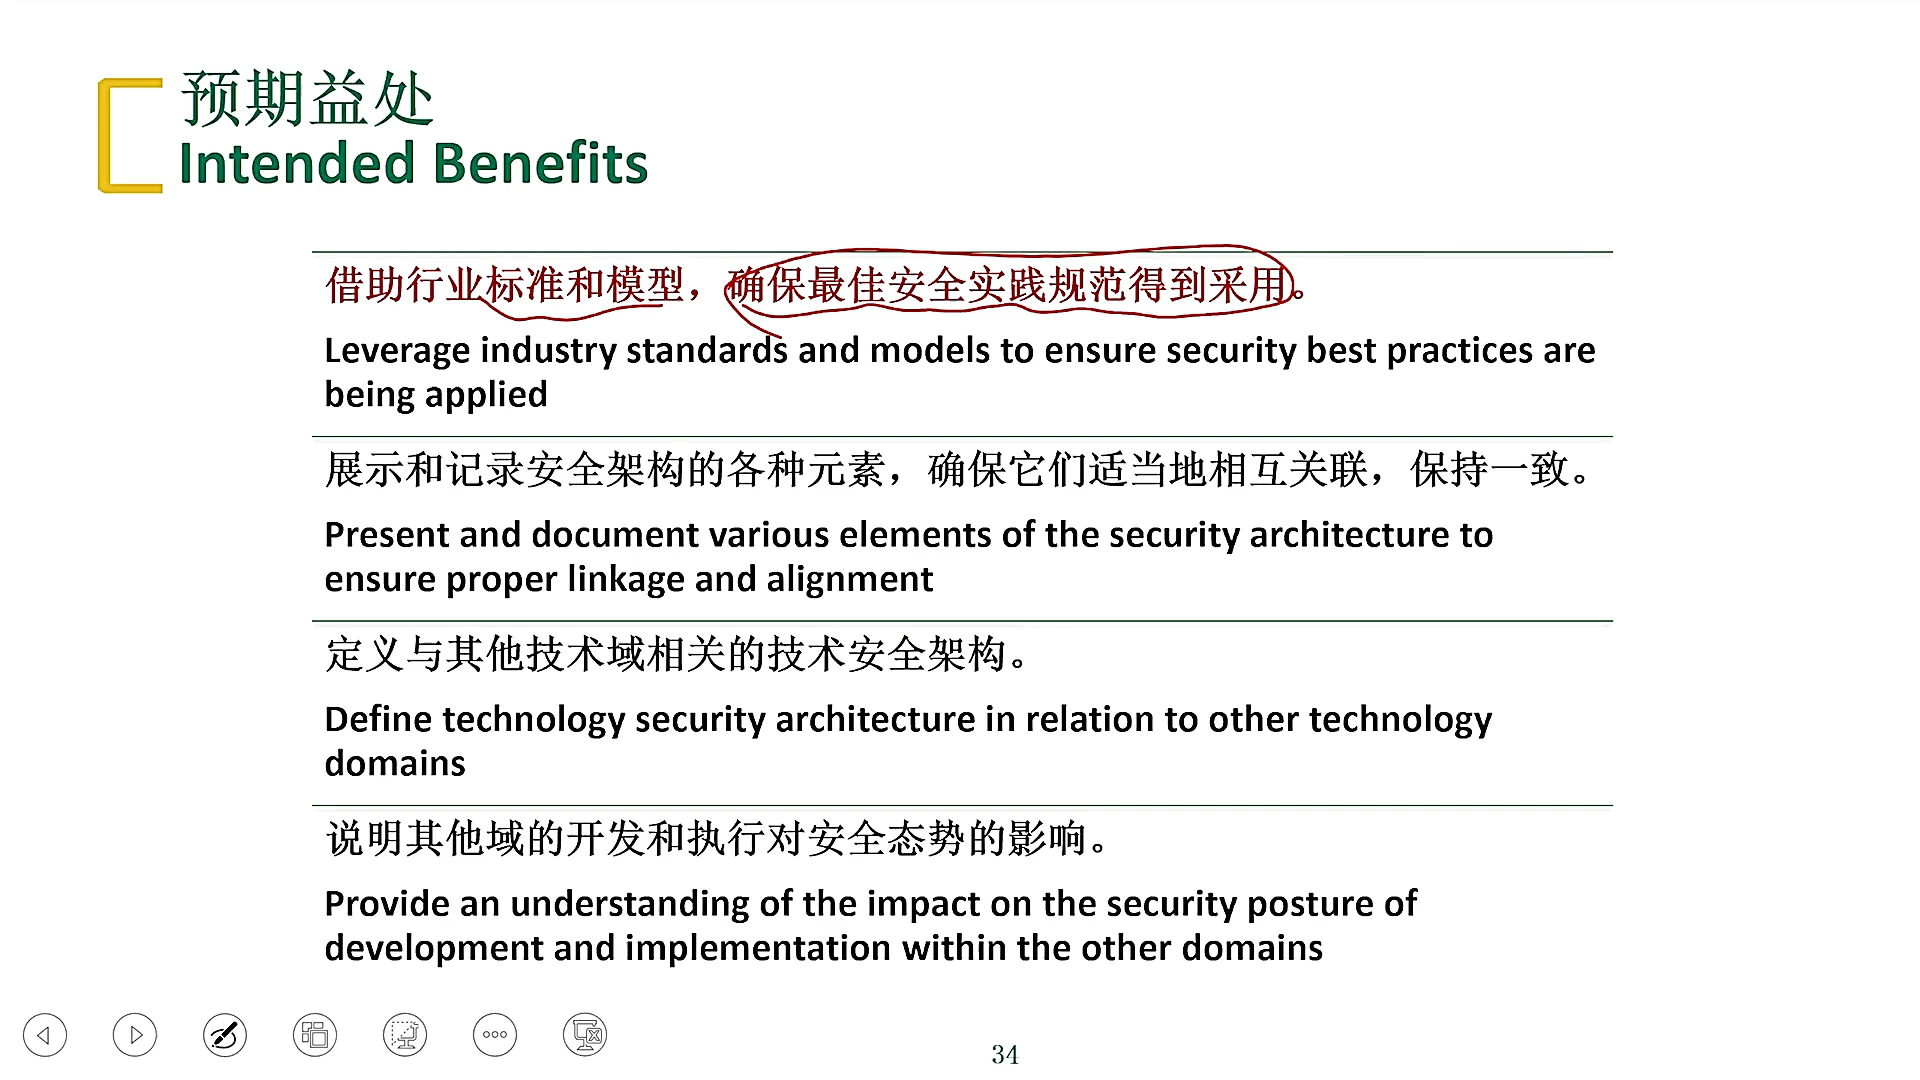 预期益处
Intended Benefits
借助行业标准和模型，确保最佳安全实践规范得到采用。
Leverage industry standards and models to ensure security best practices are
being applied
展示和记录安全架构的各种元素，确保它们适当地相互关联，保持一致。
Present and document various elements of the security architecture to
ensure proper linkage and alignment
定义与其他技术域相关的技术安全架构。
Define technology security architecture in relation to other technology
domains
说明其他域的开发和执行对安全态势的影响。
Provide an understanding of the impact on the security posture of
development and implementation within the other domains
34